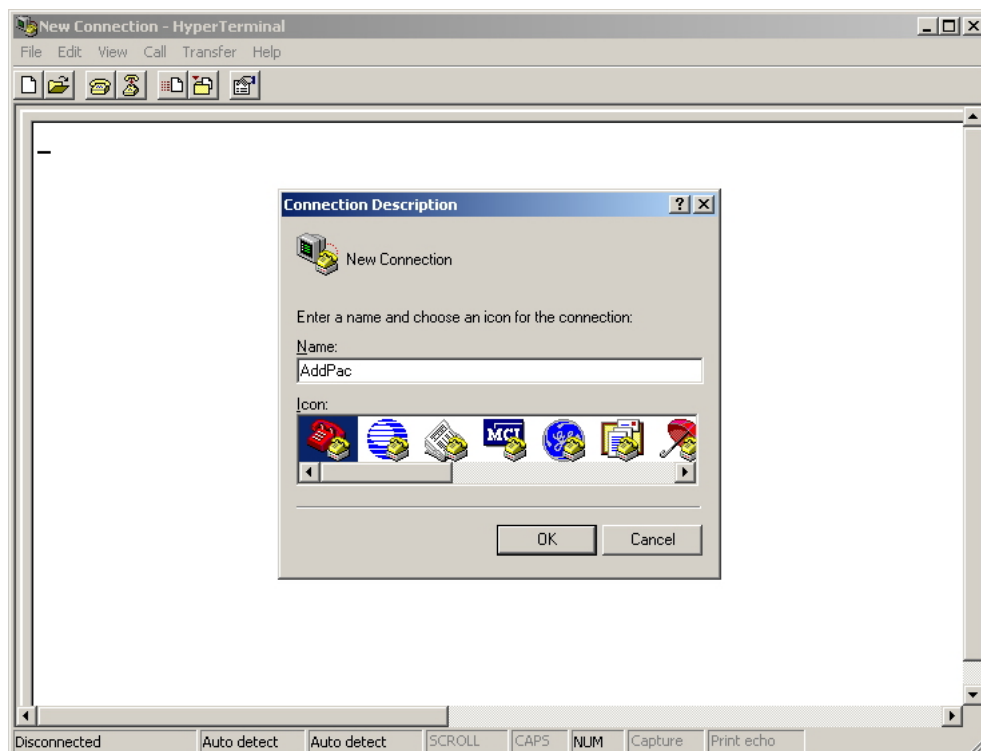 New Connection - HyperTerminal
File Edit View Call Transfer Help
Connection Description
New Connection
Enter a name and choose an icon for the connection:
Name:
AddPac
Icon:
MCI
OK Cancel
Disconnected Auto detect Auto detect SCROLL CAPS NUM Capture Print echo